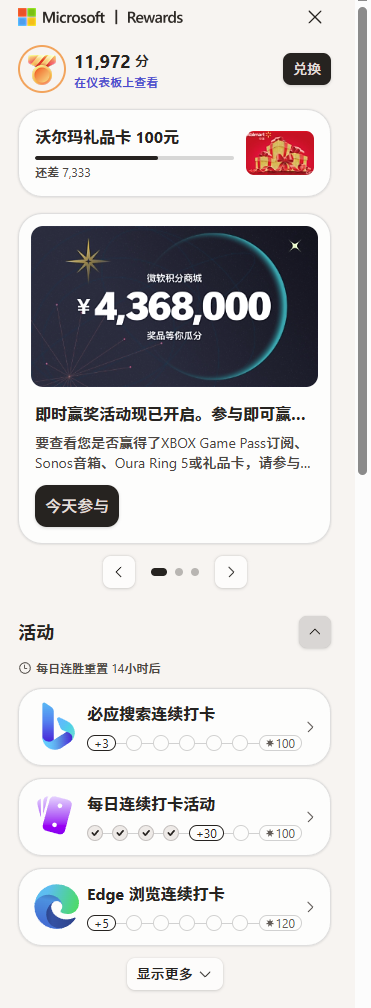 Microsoft | Rewards
11,972 分
在仪表板上查看
兑换
沃尔玛礼品卡 100元
还差 7,333
微软积分商城
¥4,368,000
奖品等你瓜分
即时赢奖活动现已开启。参与即可赢...
要查看您是否赢得了XBOX Game Pass订阅、
Sonos音箱、Oura Ring 5或礼品卡，请参与...
今天参与
活动
每日连胜重置 14小时后
必应搜索连续打卡
+3
100
每日连续打卡活动
+30
100
Edge 浏览连续打卡
+5
120
显示更多